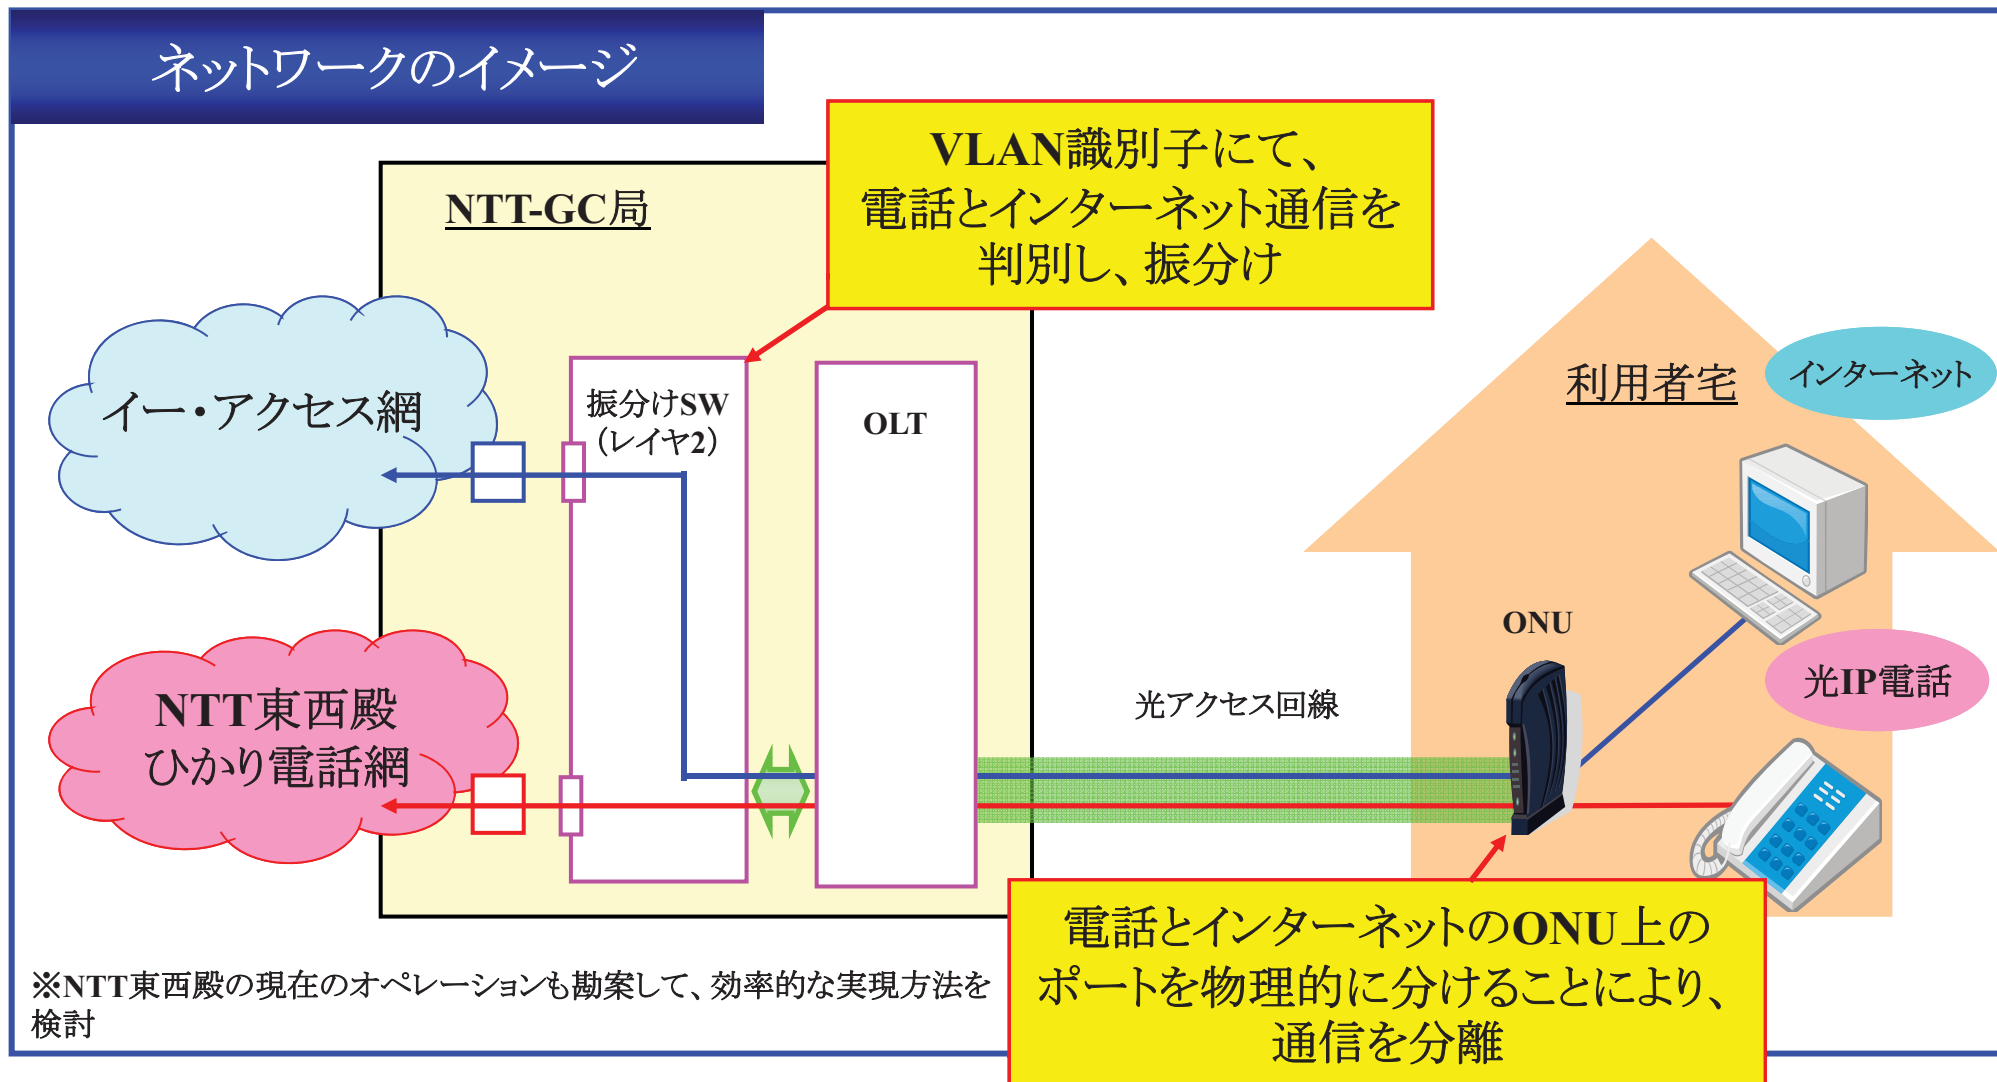 ネットワークのイメージ
VLAN識別子にて、
電話とインターネット通信を
判別し、振分け
NTT-GC局
イー・アクセス網
振分けSW
（レイヤ2）
OLT
利用者宅
インターネット
ONU
光IP電話
光アクセス回線
NTT東西殿
ひかり電話網
電話とインターネットのONU上の
ポートを物理的に分けることにより、
通信を分離
※NTT東西殿の現在のオペレーションも勘案して、効率的な実現方法を
検討